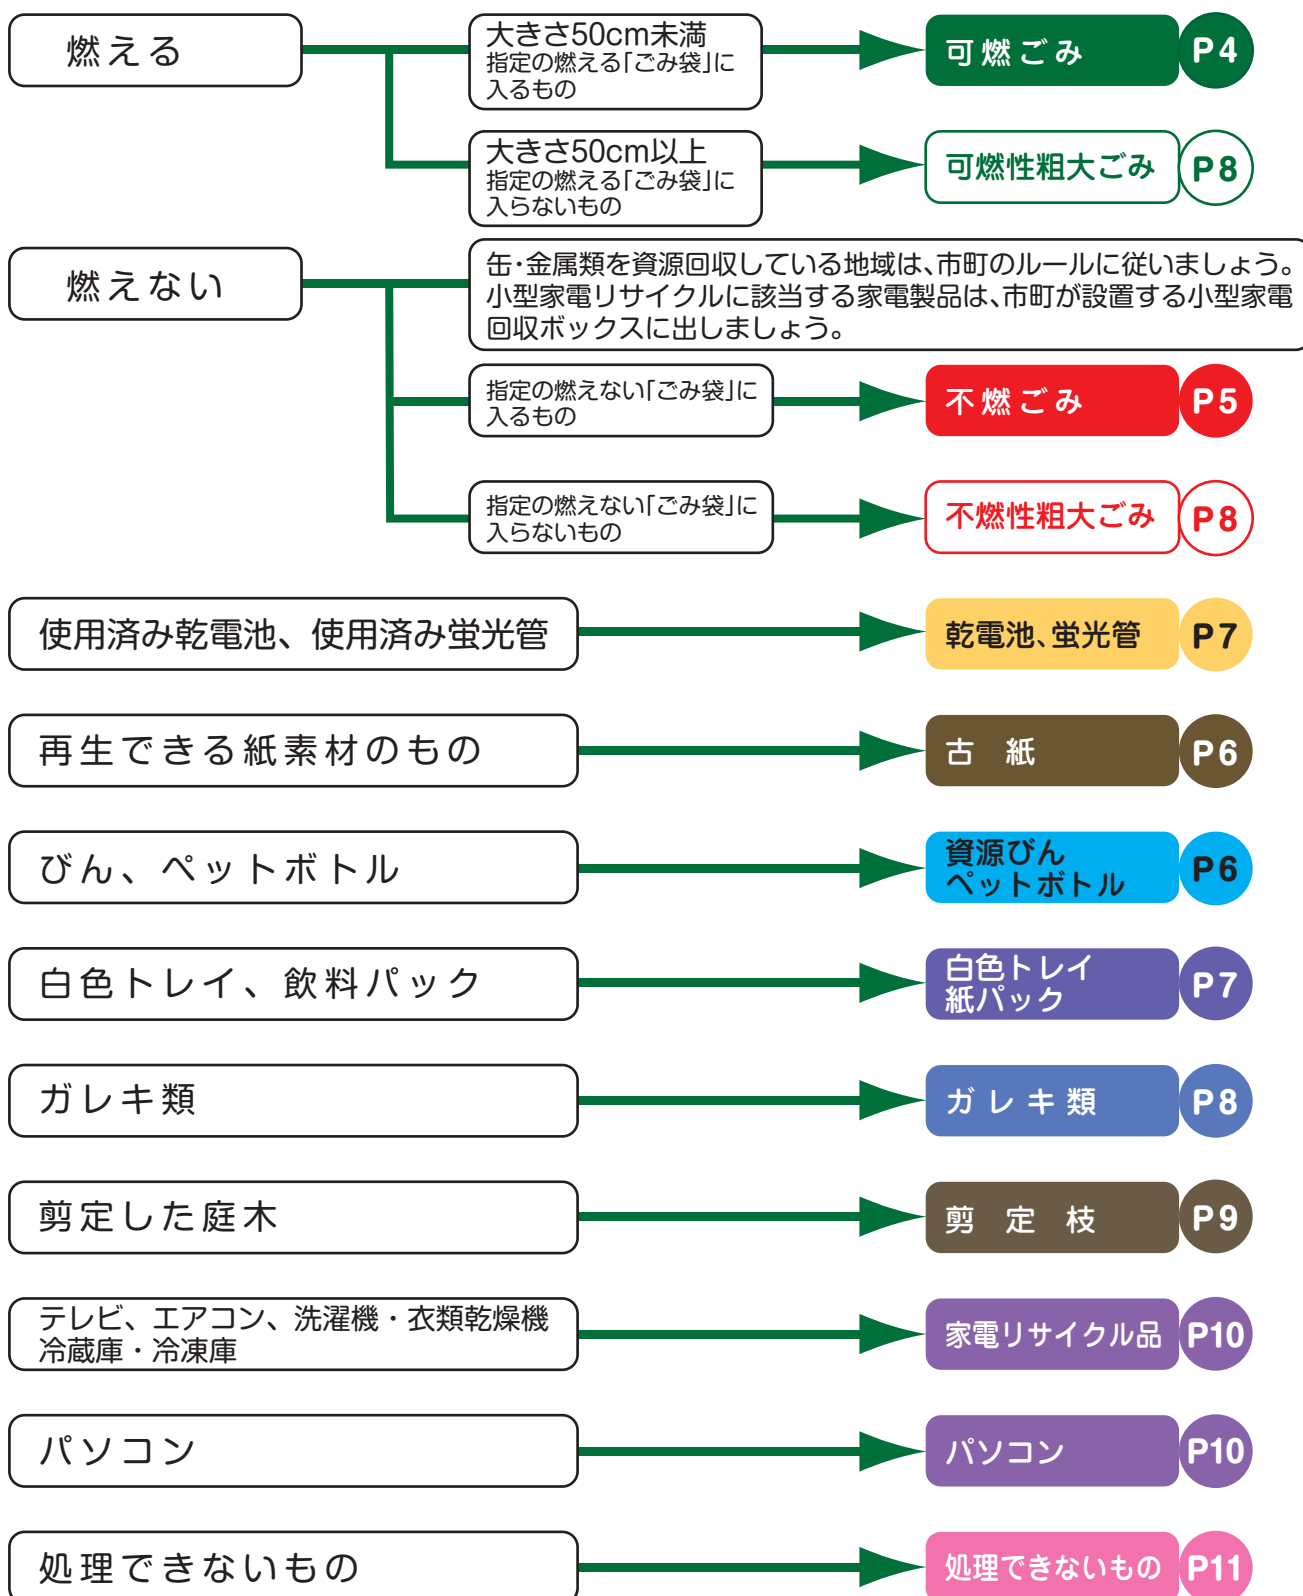 燃える
大きさ50cm未満
指定の燃える「ごみ袋」に
入るもの
可燃ごみ P4
大きさ50cm以上
指定の燃える「ごみ袋」に
入らないもの
可燃性粗大ごみ P8
燃えない
缶・金属類を資源回収している地域は、市町のルールに従いましょう。
小型家電リサイクルに該当する家電製品は、市町が設置する小型家電
回収ボックスに出しましょう。
指定の燃えない「ごみ袋」に
入るもの
不燃ごみ P5
指定の燃えない「ごみ袋」に
入らないもの
不燃性粗大ごみ P8
使用済み乾電池、使用済み蛍光管
乾電池、蛍光管 P7
再生できる紙素材のもの
古紙 P6
びん、ペットボトル
資源びん
ペットボトル P6
白色トレイ、飲料パック
白色トレイ
紙パック P7
ガレキ類
ガレキ類 P8
剪定した庭木
剪定枝 P9
テレビ、エアコン、洗濯機・衣類乾燥機
冷蔵庫・冷凍庫
家電リサイクル品 P10
パソコン
パソコン P10
処理できないもの
処理できないもの P11